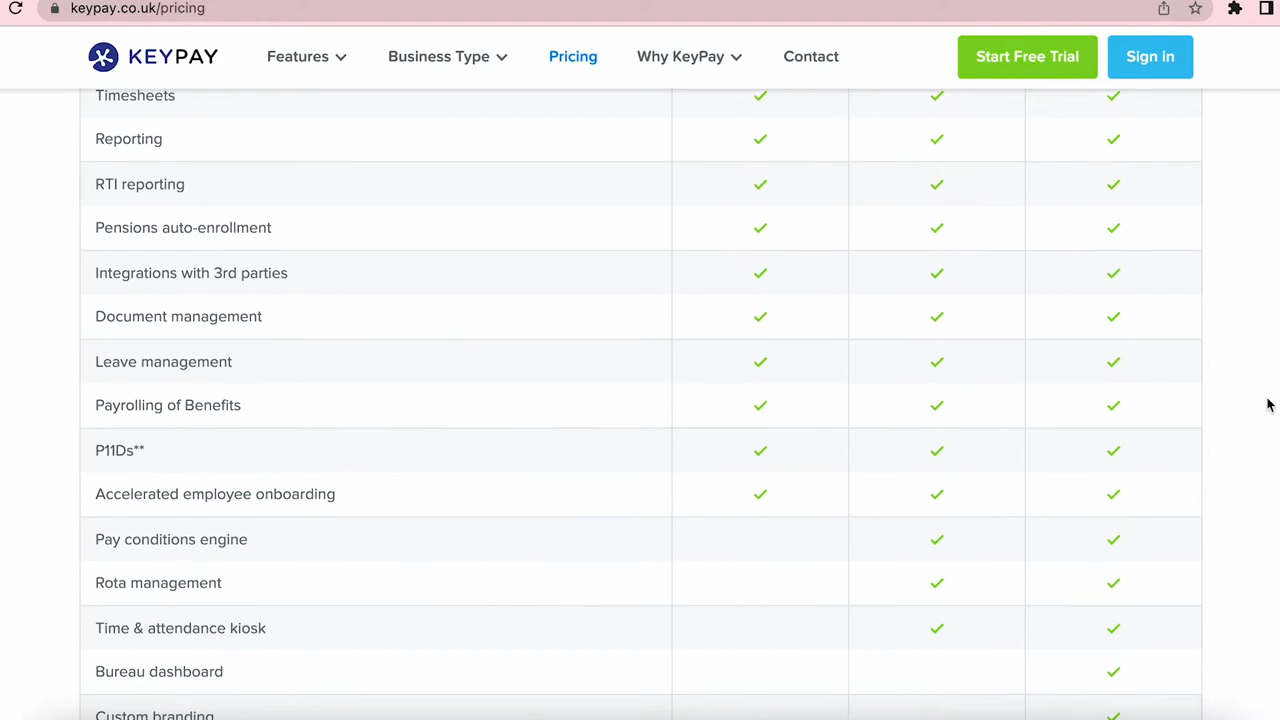 keypay.co.uk/pricing
KEYPAY Features Business Type Pricing Why KeyPay Contact Start Free Trial Sign in
Timesheets
Reporting
RTI reporting
Pensions auto-enrollment
Integrations with 3rd parties
Document management
Leave management
Payrolling of Benefits
P11Ds**
Accelerated employee onboarding
Pay conditions engine
Rota management
Time & attendance kiosk
Bureau dashboard
Custom branding